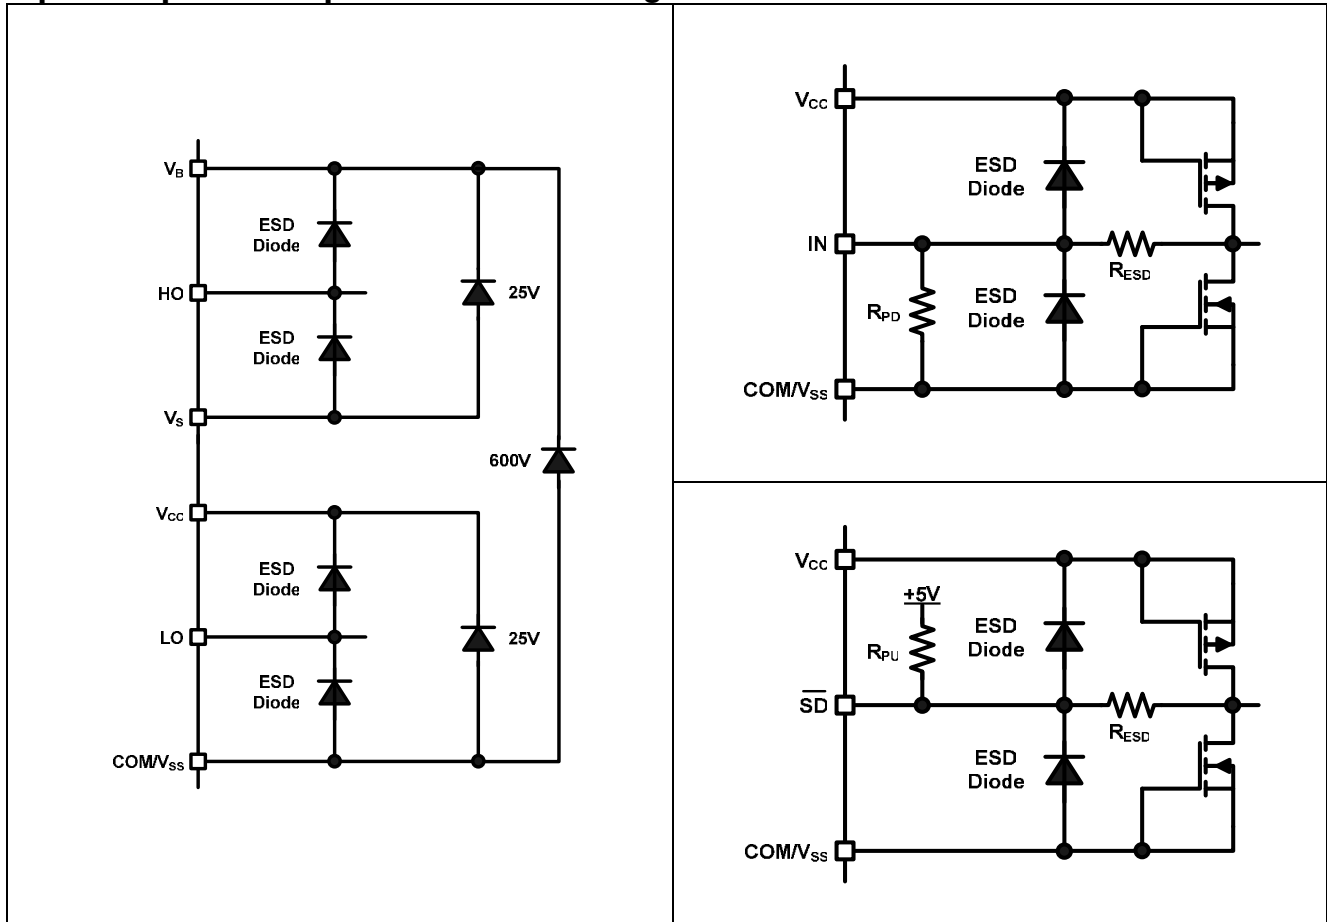 V_B
ESD
Diode
HO
25V
ESD
Diode
V_S
600V
V_CC
ESD
Diode
LO
25V
ESD
Diode
COM/V_SS
V_CC
ESD
Diode
IN
R_ESD
R_PD
ESD
Diode
COM/V_SS
V_CC
+5V
ESD
Diode
R_PU
S̅D̅
R_ESD
ESD
Diode
COM/V_SS